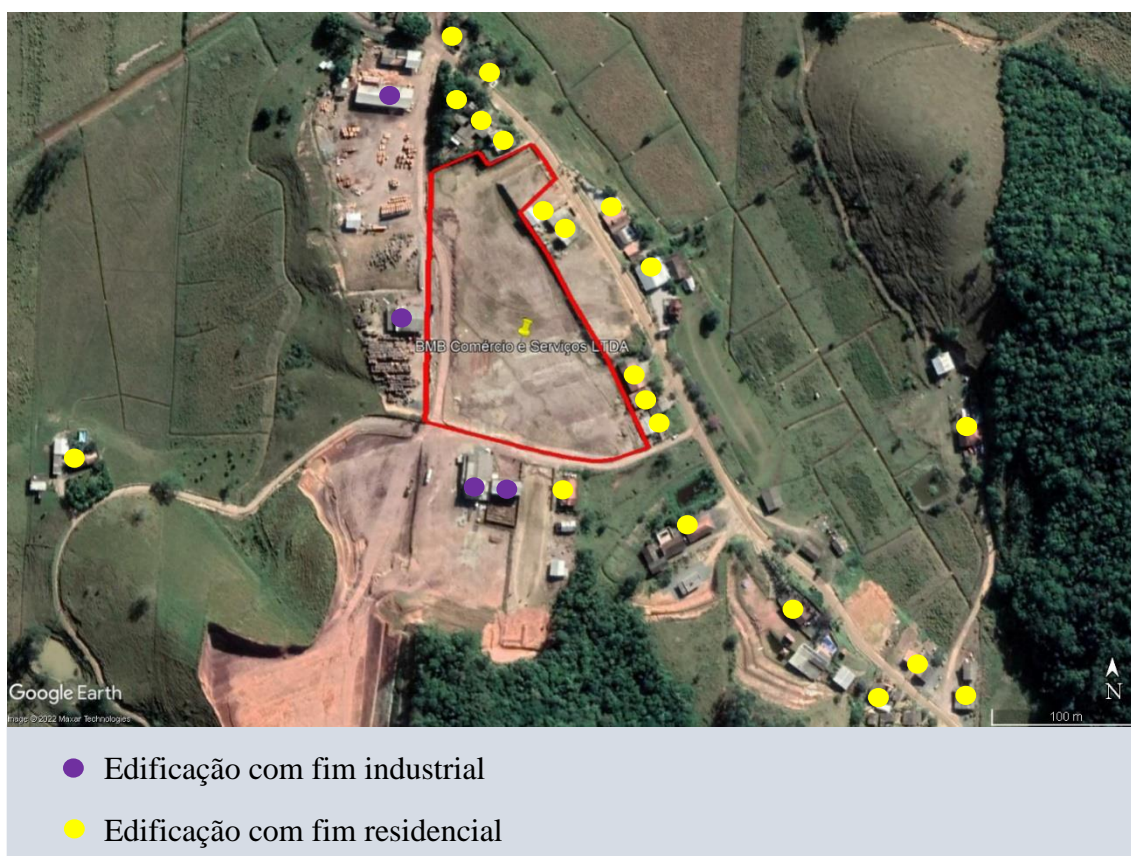 BMB Comércio e Serviços LTDA
Google Earth
Image © 2022 Maxar Technologies
N
100 m
Edificação com fim industrial
Edificação com fim residencial